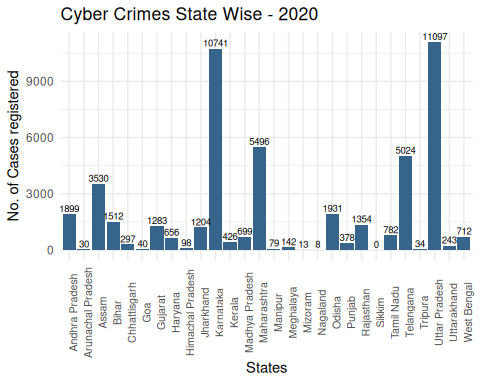 Cyber Crimes State Wise - 2020
No. of Cases registered
9000
6000
3000
0
1899
30
3530
1512
297
40
1283
656
98
1204
10741
426
699
5496
79
142
13
8
1931
378
1354
0
782
5024
34
11097
243
712
Andhra Pradesh
Arunachal Pradesh
Assam
Bihar
Chhattisgarh
Goa
Gujarat
Haryana
Himachal Pradesh
Jharkhand
Karnataka
Kerala
Madhya Pradesh
Maharashtra
Manipur
Meghalaya
Mizoram
Nagaland
Odisha
Punjab
Rajasthan
Sikkim
Tamil Nadu
Telangana
Tripura
Uttar Pradesh
Uttarakhand
West Bengal
States